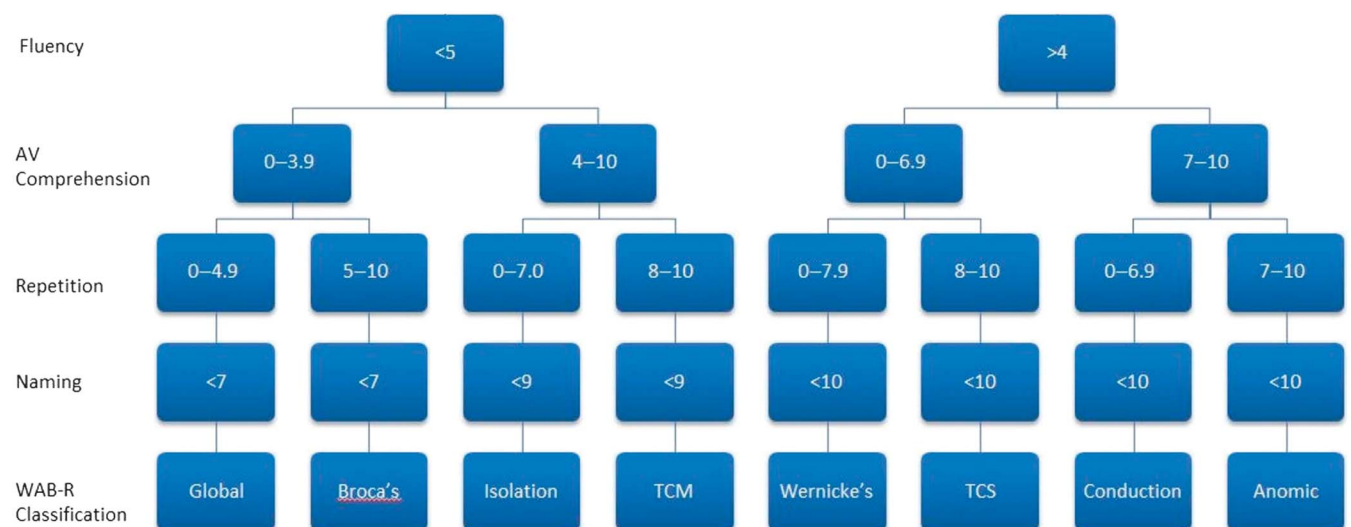 Fluency
<5
>4
AV
Comprehension
0–3.9
4–10
0–6.9
7–10
Repetition
0–4.9
5–10
0–7.0
8–10
0–7.9
8–10
0–6.9
7–10
Naming
<7
<7
<9
<9
<10
<10
<10
<10
WAB-R
Classification
Global
Broca's
Isolation
TCM
Wernicke's
TCS
Conduction
Anomic